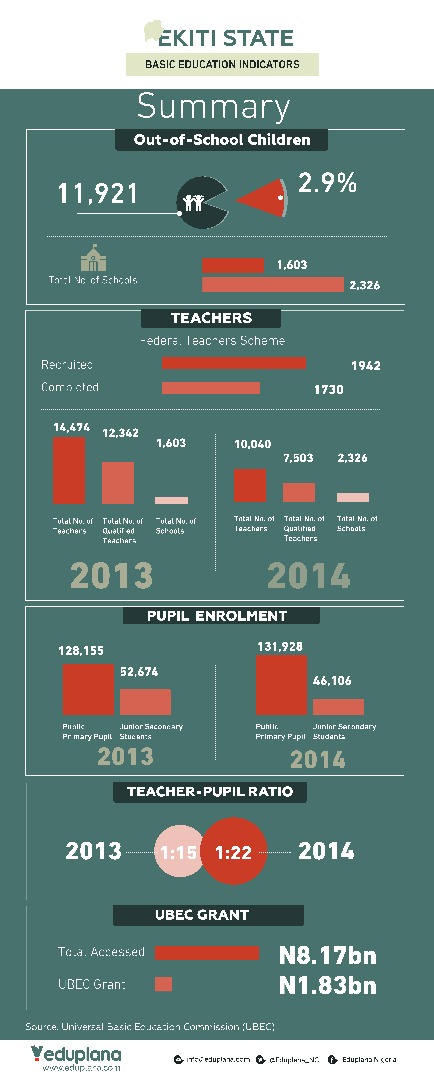 EKITI STATE
BASIC EDUCATION INDICATORS
Summary
Out-of-School Children
11,921
2.9%
Total No. of Schools
1,603
2,326
TEACHERS
Federal Teachers Scheme
Recruited 1942
Completed 1730
14,474 12,342 1,603
Total No. of Teachers
Total No. of Qualified Teachers
Total No. of Schools
2013
10,040 7,503 2,326
Total No. of Teachers
Total No. of Qualified Teachers
Total No. of Schools
2014
PUPIL ENROLMENT
128,155 52,674
Public Primary Pupil
Junior Secondary Students
2013
131,928 46,106
Public Primary Pupil
Junior Secondary Students
2014
TEACHER-PUPIL RATIO
2013 1:15 1:22 2014
UBEC GRANT
Total Accessed N8.17bn
UBEC Grant N1.83bn
Source: Universal Basic Education Commission (UBEC)
eduplana
www.eduplana.com
info@eduplana.com @Eduplana_NG Eduplana Nigeria